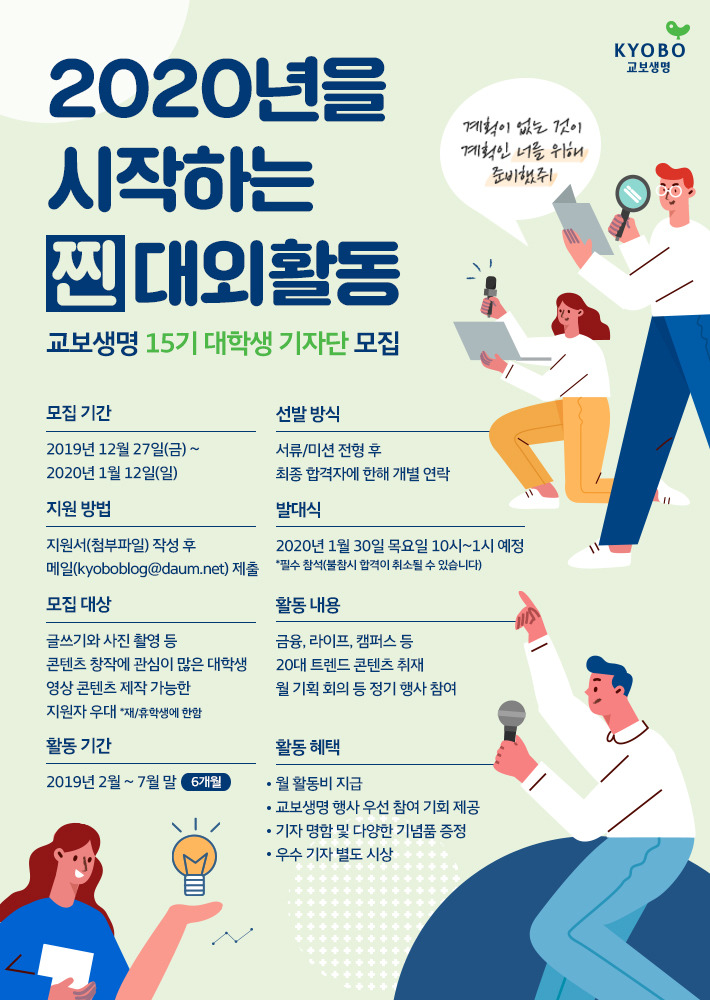 KYOBO
교보생명
2020년을
시작하는
찐 대외활동
교보생명 15기 대학생 기자단 모집
계획이 없는 것이
계획인 너를 위해
준비했쥐!
모집 기간
2019년 12월 27일(금) ~
2020년 1월 12일(일)
지원 방법
지원서(첨부파일) 작성 후
메일(kyoboblog@daum.net) 제출
모집 대상
글쓰기와 사진 촬영 등
콘텐츠 창작에 관심이 많은 대학생
영상 콘텐츠 제작 가능한
지원자 우대 *재/휴학생에 한함
활동 기간
2019년 2월 ~ 7월 말 6개월
선발 방식
서류/미션 전형 후
최종 합격자에 한해 개별 연락
발대식
2020년 1월 30일 목요일 10시~1시 예정
*필수 참석(불참시 합격이 취소될 수 있습니다)
활동 내용
금융, 라이프, 캠퍼스 등
20대 트렌드 콘텐츠 취재
월 기획 회의 등 정기 행사 참여
활동 혜택
• 월 활동비 지급
• 교보생명 행사 우선 참여 기회 제공
• 기자 명함 및 다양한 기념품 증정
• 우수 기자 별도 시상